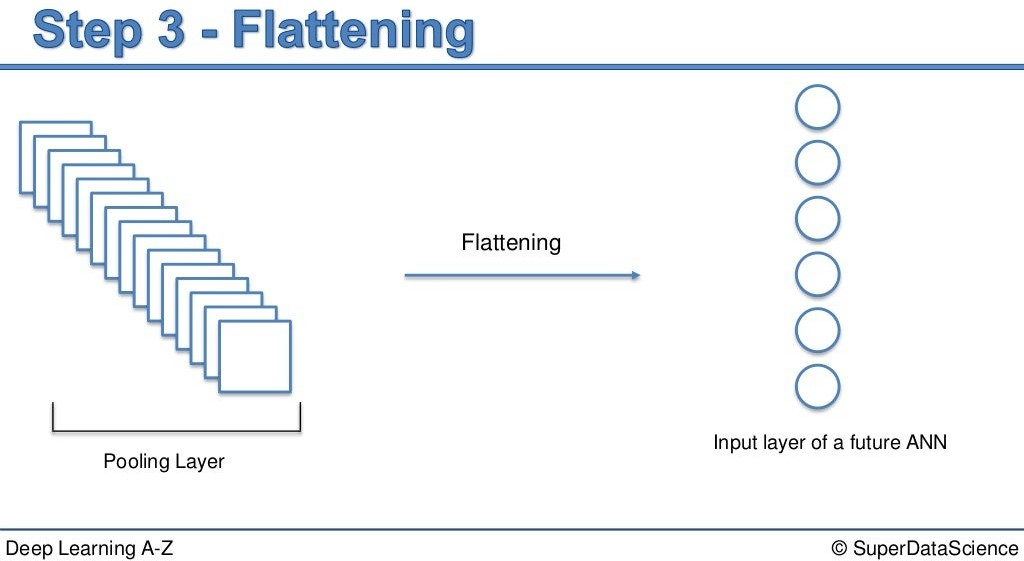 Step 3 - Flattening
Flattening
Pooling Layer
Input layer of a future ANN
Deep Learning A-Z
© SuperDataScience